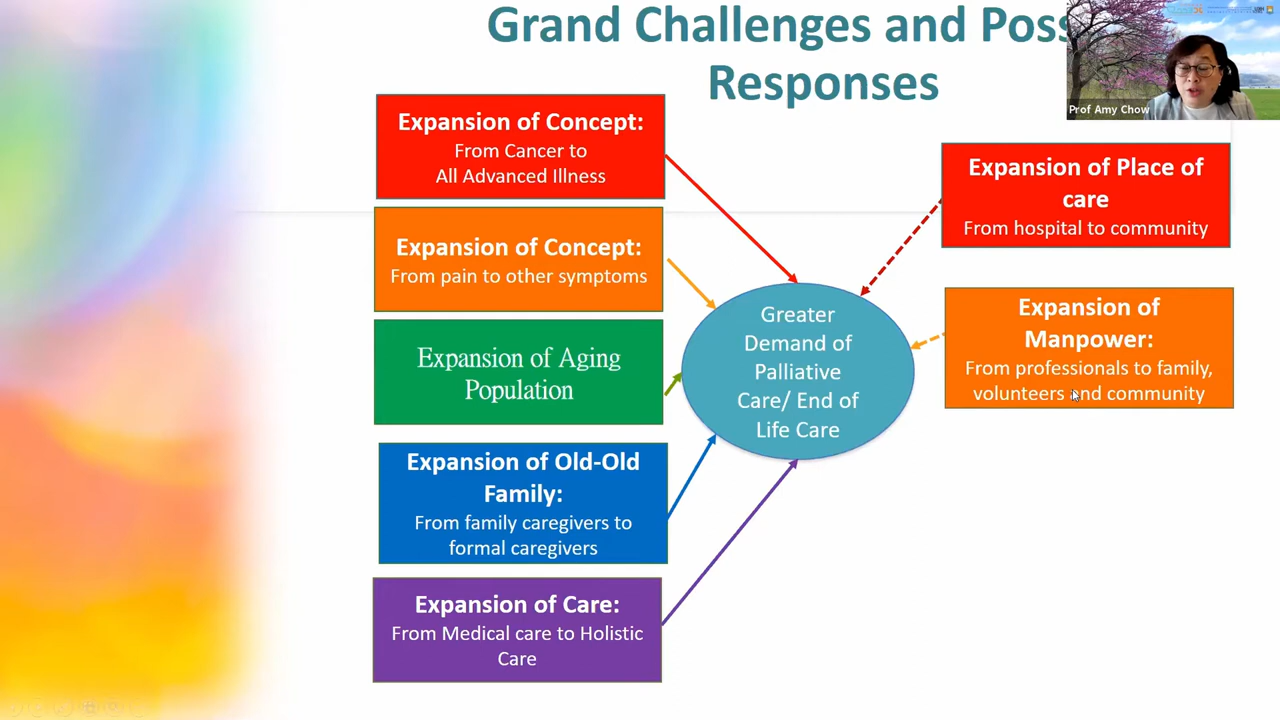 Grand Challenges and Poss
Responses
Prof Amy Chow
Expansion of Concept:
From Cancer to
All Advanced Illness
Expansion of Concept:
From pain to other symptoms
Expansion of Aging
Population
Expansion of Old-Old
Family:
From family caregivers to
formal caregivers
Expansion of Care:
From Medical care to Holistic
Care
Greater
Demand of
Palliative
Care/ End of
Life Care
Expansion of Place of
care
From hospital to community
Expansion of
Manpower:
From professionals to family,
volunteers and community